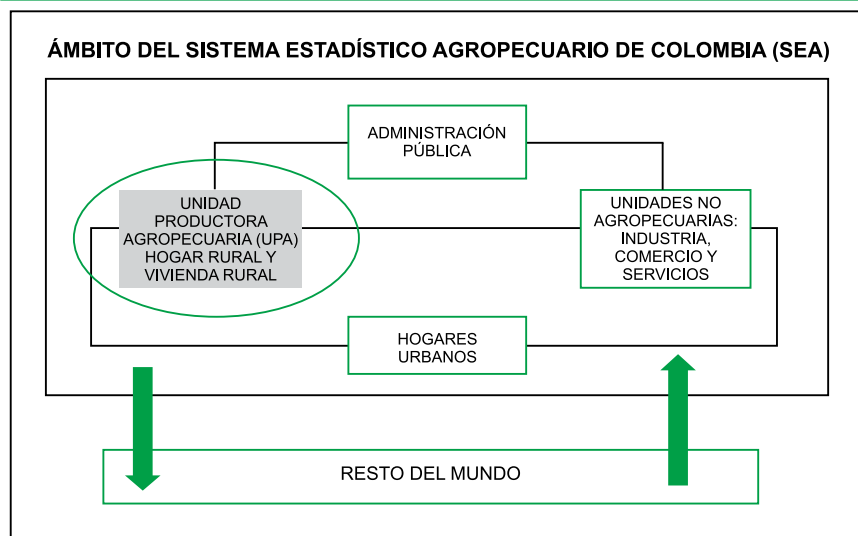 ÁMBITO DEL SISTEMA ESTADÍSTICO AGROPECUARIO DE COLOMBIA (SEA)
ADMINISTRACIÓN
PÚBLICA
UNIDAD
PRODUCTORA
AGROPECUARIA (UPA)
HOGAR RURAL Y
VIVIENDA RURAL
UNIDADES NO
AGROPECUARIAS:
INDUSTRIA,
COMERCIO Y
SERVICIOS
HOGARES
URBANOS
RESTO DEL MUNDO